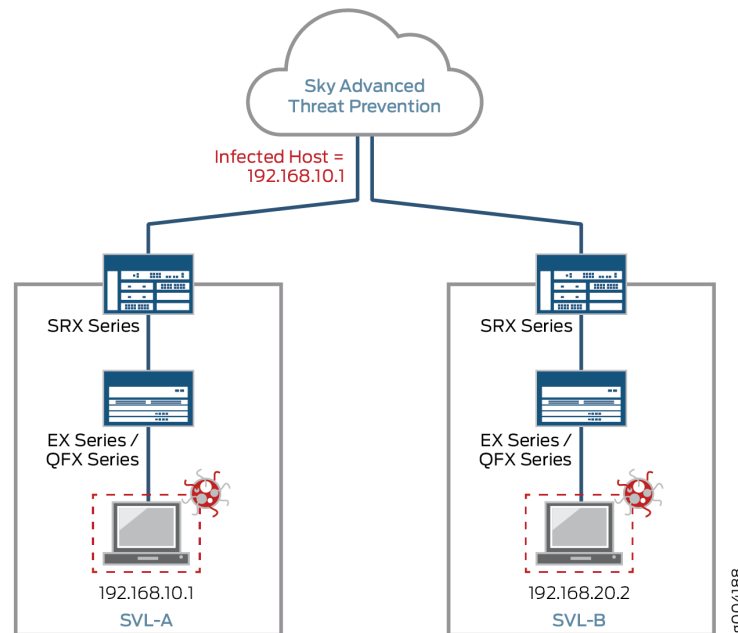 Sky Advanced
Threat Prevention
Infected Host =
192.168.10.1
SRX Series
SRX Series
EX Series /
QFX Series
EX Series /
QFX Series
192.168.10.1
192.168.20.2
SVL-A
SVL-B
g004188